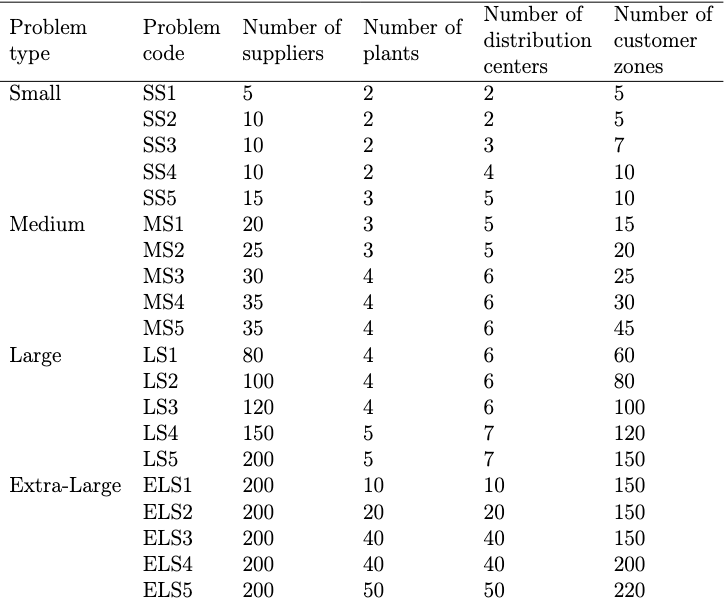 Problem type Problem code Number of suppliers Number of plants Number of distribution centers Number of customer zones
Small SS1 5 2 2 5
SS2 10 2 2 5
SS3 10 2 3 7
SS4 10 2 4 10
SS5 15 3 5 10
Medium MS1 20 3 5 15
MS2 25 3 5 20
MS3 30 4 6 25
MS4 35 4 6 30
MS5 35 4 6 45
Large LS1 80 4 6 60
LS2 100 4 6 80
LS3 120 4 6 100
LS4 150 5 7 120
LS5 200 5 7 150
Extra-Large ELS1 200 10 10 150
ELS2 200 20 20 150
ELS3 200 40 40 150
ELS4 200 40 40 200
ELS5 200 50 50 220